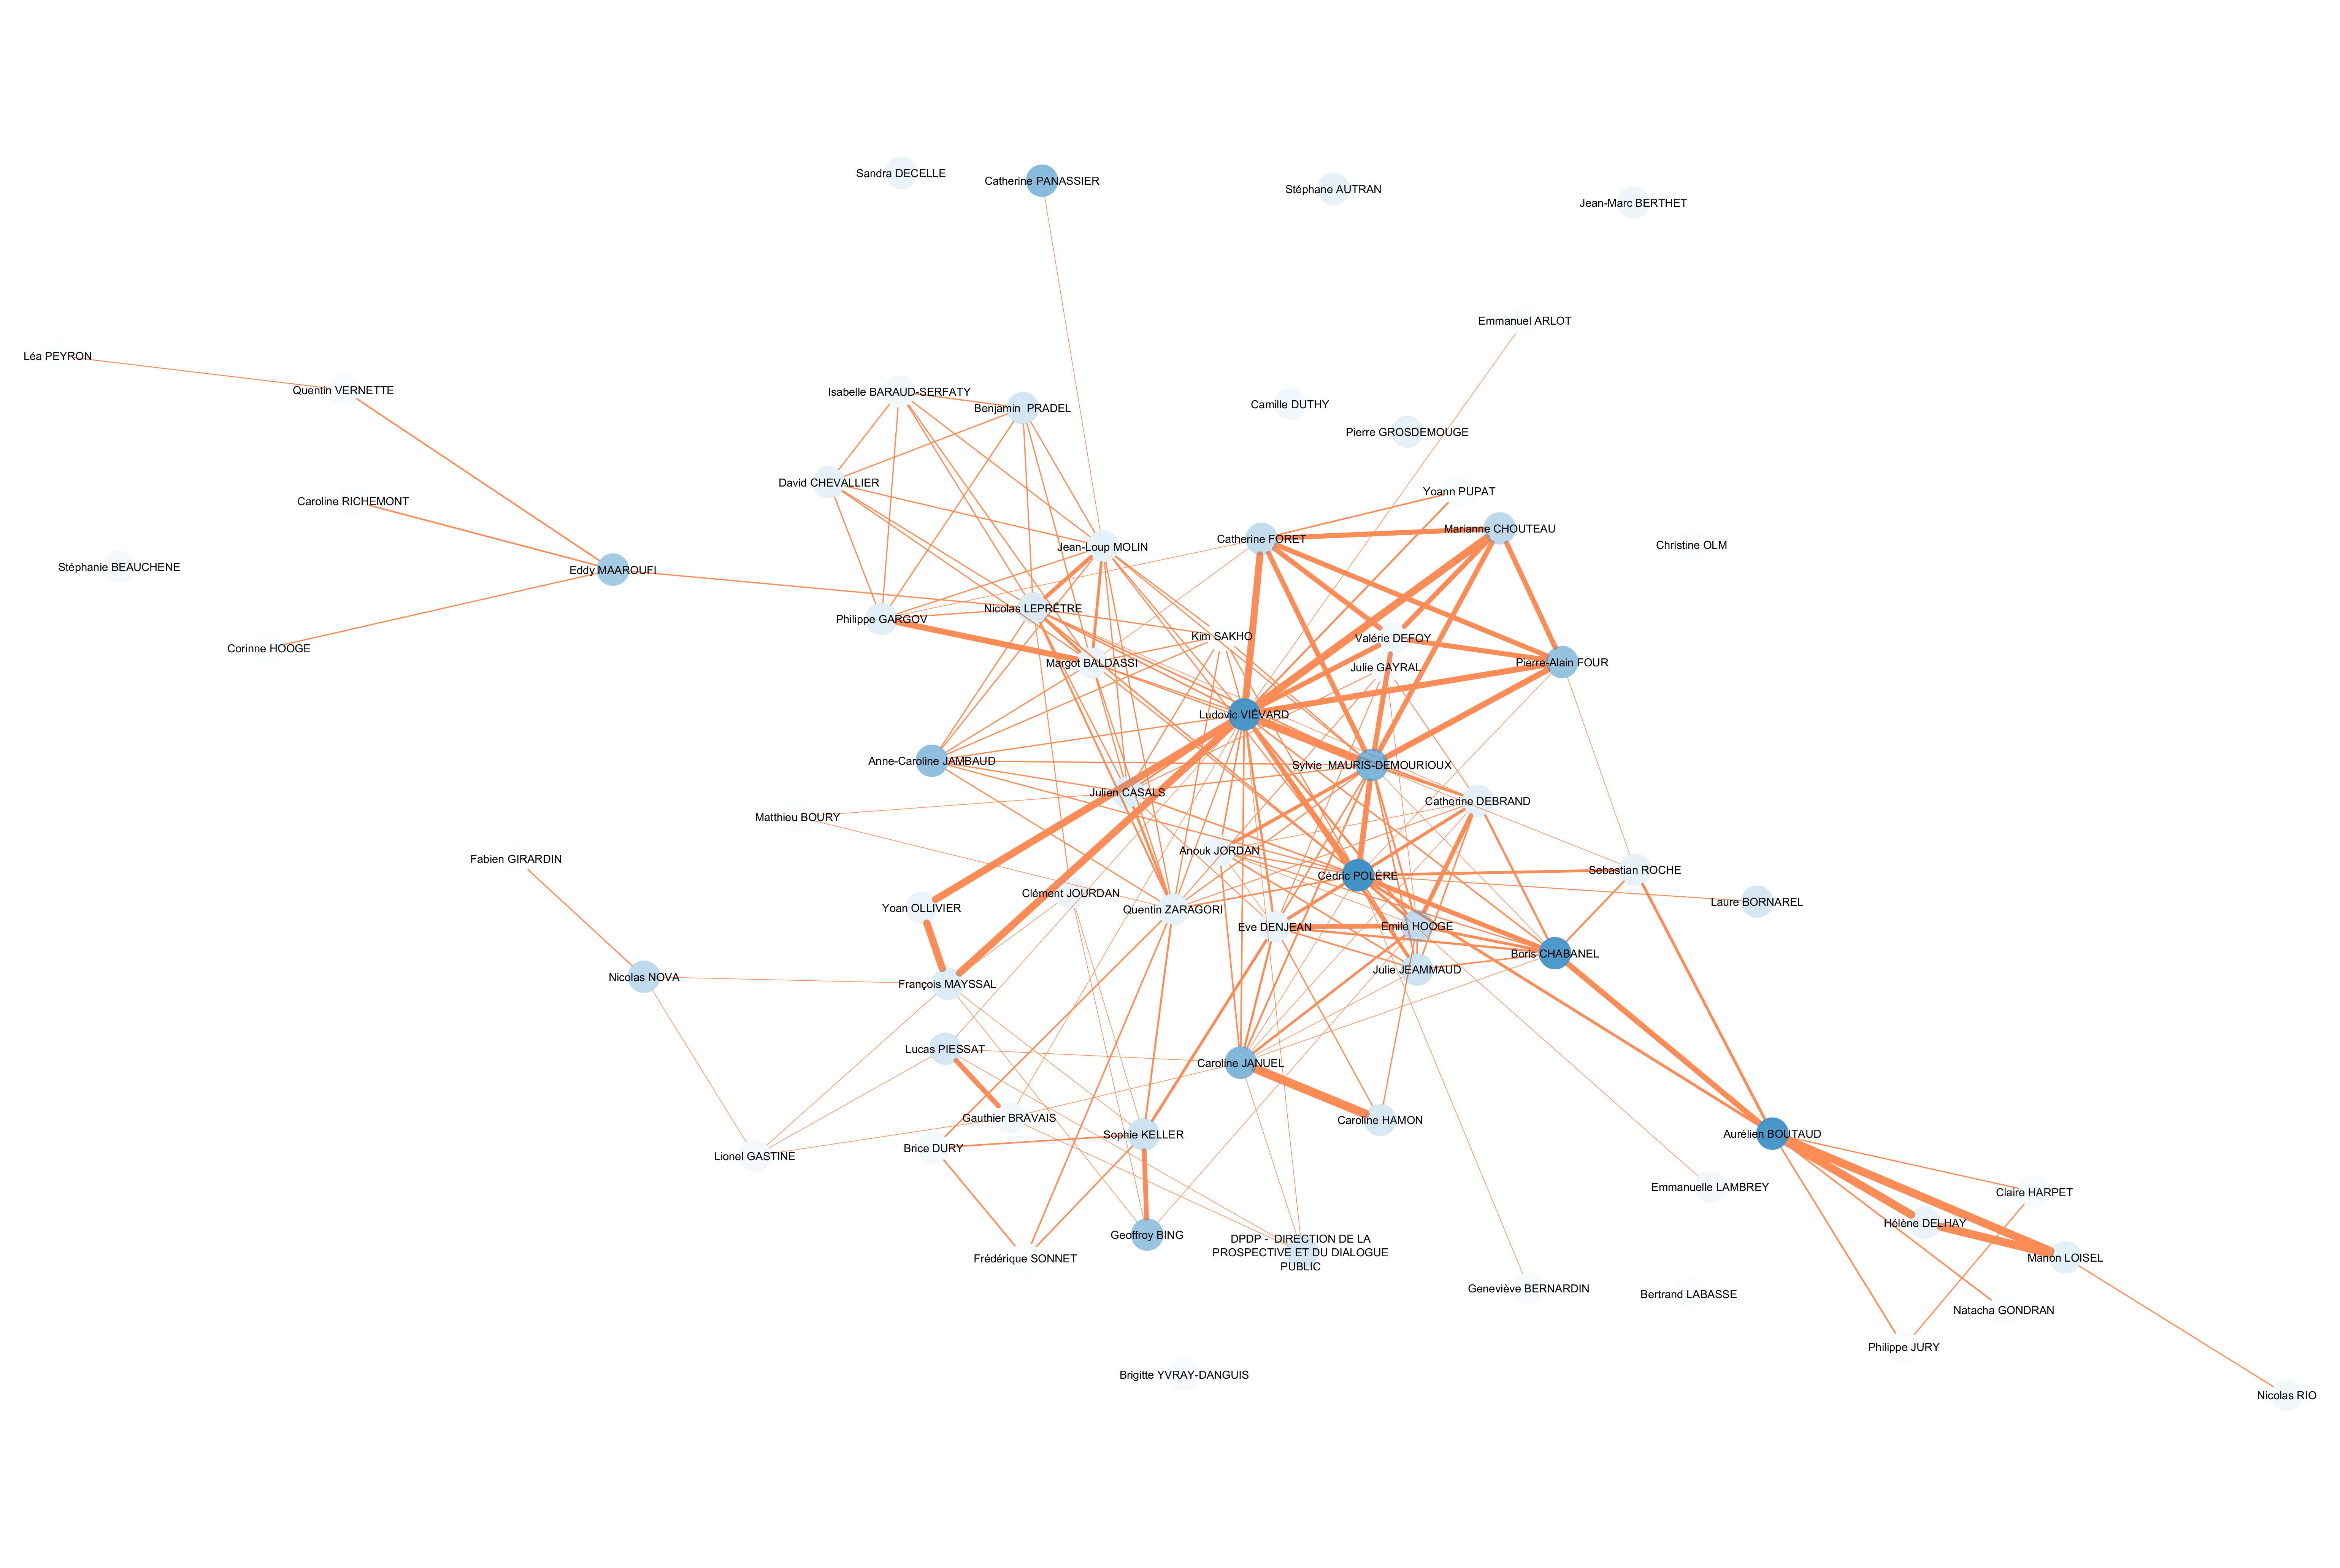 Sandra DECELLE
Catherine PANASSIER
Stéphane AUTRAN
Jean-Marc BERTHET
Emmanuel ARLOT
Léa PEYRON
Quentin VERNETTE
Isabelle BARAUD-SERFATY
Benjamin  PRADEL
Camille DUTHY
Pierre GROSDEMOUGE
David CHEVALLIER
Yoann PUPAT
Caroline RICHEMONT
Marianne CHOUTEAU
Catherine FORET
Jean-Loup MOLIN
Christine OLM
Stéphanie BEAUCHENE
Eddy MAAROUFI
Nicolas LEPRÊTRE
Philippe GARGOV
Kim SAKHO
Valérie DEFOY
Corinne HOOGE
Margot BALDASSI
Julie GAYRAL
Pierre-Alain FOUR
Ludovic VIÉVARD
Anne-Caroline JAMBAUD
Sylvie  MAURIS-DEMOURIOUX
Julien CASALS
Catherine DEBRAND
Matthieu BOURY
Anouk JORDAN
Fabien GIRARDIN
Cédric POLÈRE
Sebastian ROCHE
Clément JOURDAN
Laure BORNAREL
Yoan OLLIVIER
Quentin ZARAGORI
Eve DENJEAN
Emile HOOGE
Boris CHABANEL
Julie JEAMMAUD
Nicolas NOVA
François MAYSSAL
Lucas PIESSAT
Caroline JANUEL
Gauthier BRAVAIS
Caroline HAMON
Sophie KELLER
Aurélien BOUTAUD
Brice DURY
Lionel GASTINE
Emmanuelle LAMBREY
Claire HARPET
Hélène DELHAY
Geoffroy BING
DPDP -  DIRECTION DE LA
PROSPECTIVE ET DU DIALOGUE
PUBLIC
Frédérique SONNET
Manon LOISEL
Geneviève BERNARDIN
Bertrand LABASSE
Natacha GONDRAN
Philippe JURY
Brigitte YVRAY-DANGUIS
Nicolas RIO